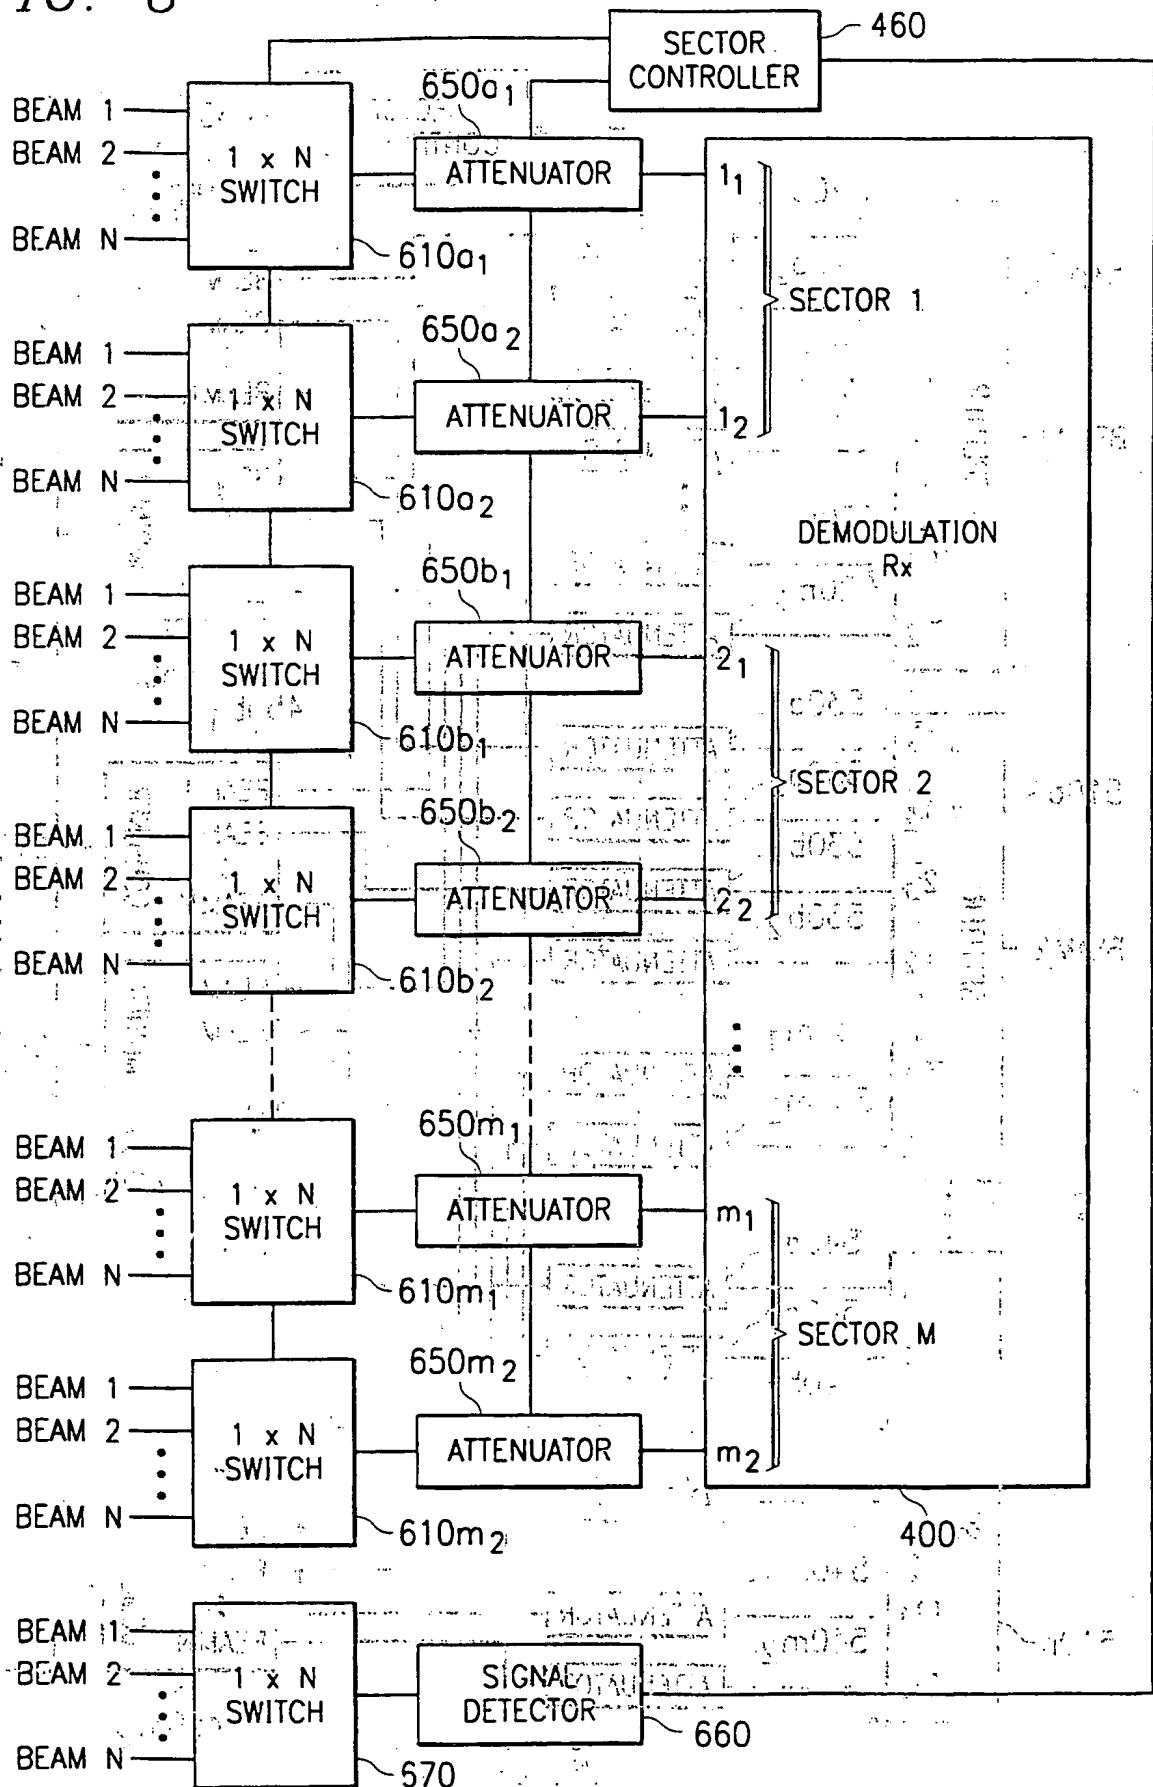 460
SECTOR
CONTROLLER
650a1
BEAM 1
BEAM 2
BEAM N
1 x N
SWITCH
610a1
ATTENUATOR
11
SECTOR 1
650a2
BEAM 1
BEAM 2
BEAM N
1 x N
SWITCH
610a2
ATTENUATOR
12
DEMODULATION
Rx
650b1
BEAM 1
BEAM 2
BEAM N
1 x N
SWITCH
610b1
ATTENUATOR
21
SECTOR 2
650b2
BEAM 1
BEAM 2
BEAM N
1 x N
SWITCH
610b2
ATTENUATOR
22
650m1
BEAM 1
BEAM 2
BEAM N
1 x N
SWITCH
610m1
ATTENUATOR
m1
SECTOR M
650m2
BEAM 1
BEAM 2
BEAM N
1 x N
SWITCH
610m2
ATTENUATOR
m2
400
BEAM 1
BEAM 2
BEAM N
1 x N
SWITCH
SIGNAL
DETECTOR
660